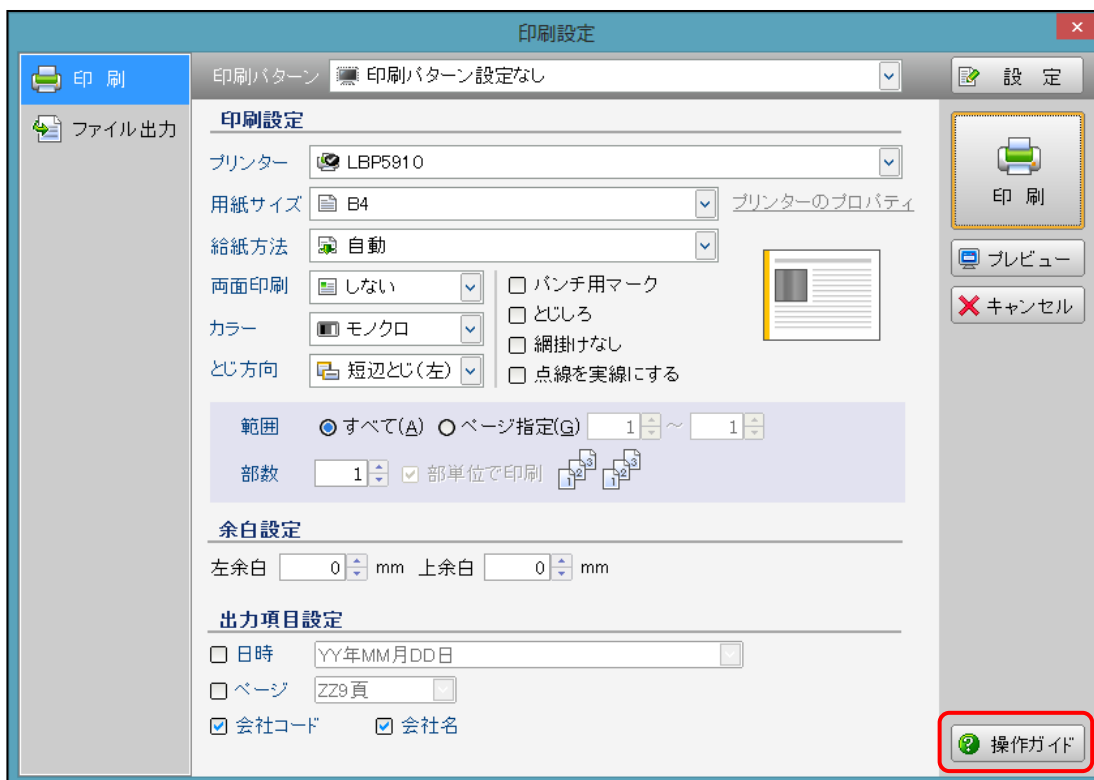 印刷設定
印刷
印刷パターン 印刷パターン設定なし
設定
ファイル出力
印刷設定
プリンター LBP5910
印刷
用紙サイズ B4 プリンターのプロパティ
給紙方法 自動
プレビュー
両面印刷 しない パンチ用マーク
キャンセル
とじしろ
カラー モノクロ
網掛けなし
とじ方向 短辺とじ(左) 点線を実線にする
範囲 すべて(A) ページ指定(G) 1 ~ 1
部数 1 部単位で印刷 1 2 3 1 2 3
余白設定
左余白 0 mm 上余白 0 mm
出力項目設定
日時 YY年MM月DD日
ページ ZZ9頁
会社コード 会社名
操作ガイド